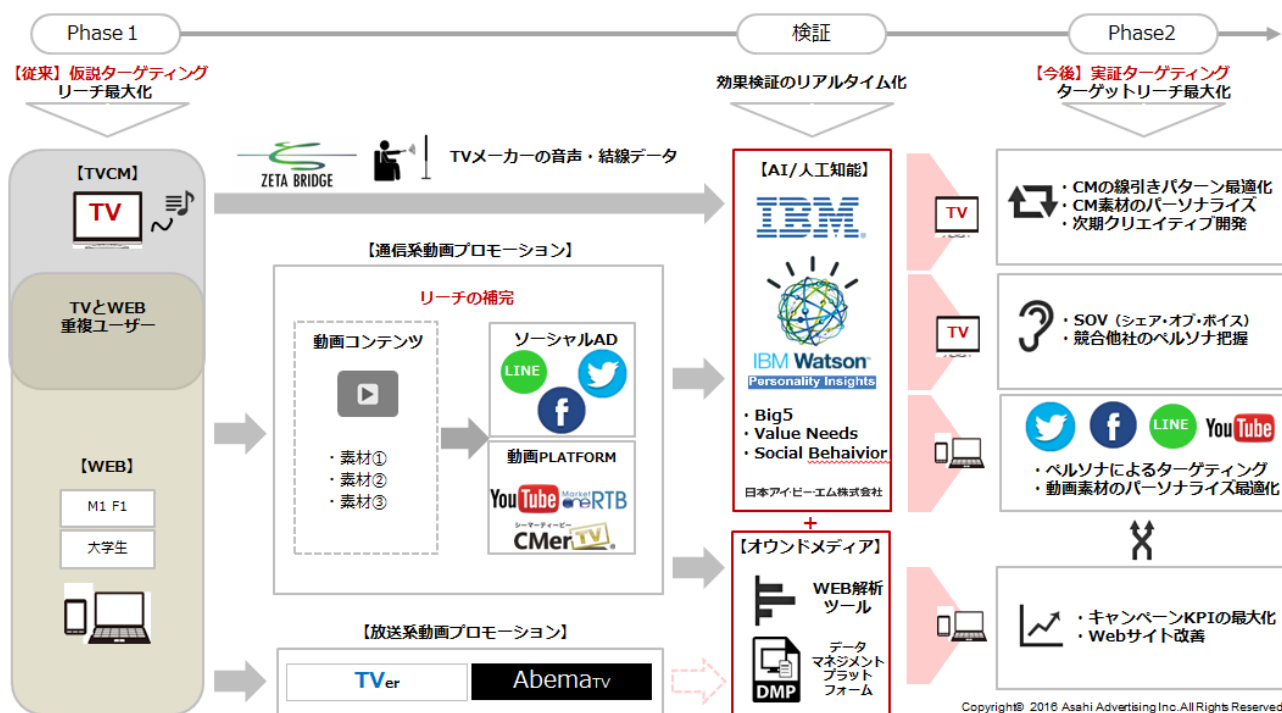 Phase 1
検証
Phase2
【従来】仮説ターゲティング
リーチ最大化
効果検証のリアルタイム化
【今後】実証ターゲティング
ターゲットリーチ最大化
【TVCM】
TV
ZETA BRIDGE
TVメーカーの音声・結線データ
TVとWEB
重複ユーザー
【WEB】
M1 F1
大学生
【通信系動画プロモーション】
リーチの補完
動画コンテンツ
・素材①
・素材②
・素材③
ソーシャルAD
LINE
f
動画PLATFORM
YouTube
Market
oneRTB
シーマーティービー
CMerTV®
【放送系動画プロモーション】
TVer
AbemaTV
【AI/人工知能】
IBM
IBM Watson™
Personality Insights
・Big5
・Value Needs
・Social Behaivior
日本アイ・ビー・エム株式会社
+
【オウンドメディア】
WEB解析
ツール
DMP
データ
マネジメント
プラット
フォーム
TV
・CMの線引きパターン最適化
・CM素材のパーソナライズ
・次期クリエイティブ開発
TV
・SOV（シェア・オブ・ボイス）
・競合他社のペルソナ把握
f
LINE
YouTube
・ペルソナによるターゲティング
・動画素材のパーソナライズ最適化
・キャンペーンKPIの最大化
・Webサイト改善
Copyright© 2016 Asahi Advertising Inc.All Rights Reserved